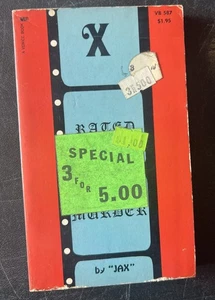 VB 587
$1.95
X
RATED
SPECIAL
3 FOR
5.00
MURDER
by "JAX"